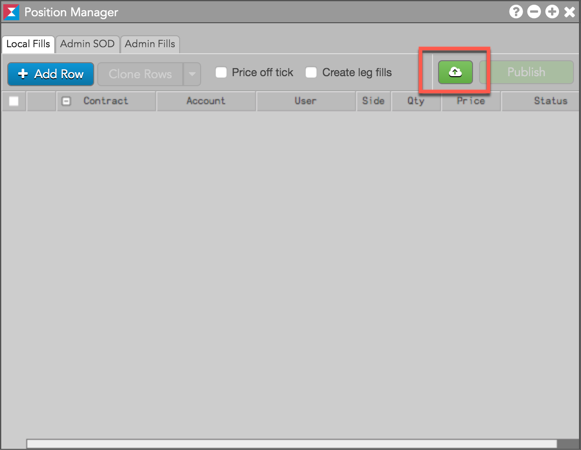 Position Manager
Local Fills Admin SOD Admin Fills
+ Add Row Clone Rows Price off tick Create leg fills Publish
Contract Account User Side Qty Price Status